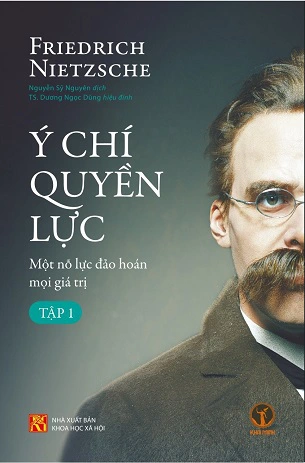 FRIEDRICH
NIETZSCHE
Nguyễn Sỹ Nguyên dịch
TS. Dương Ngọc Dũng hiệu đính
Ý CHÍ
QUYỀN
LỰC
Một nỗ lực đảo hoán
mọi giá trị
TẬP 1
NHÀ XUẤT BẢN
KHOA HỌC XÃ HỘI